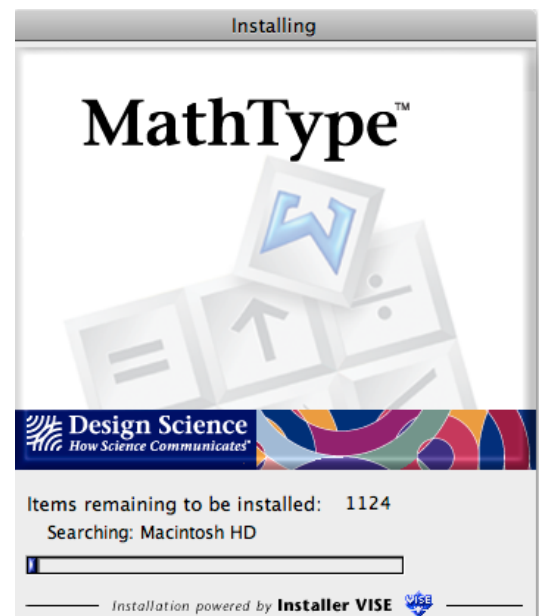 Installing
MathType™
= ↑ ÷
Design Science
How Science Communicates®
Items remaining to be installed: 1124
Searching: Macintosh HD
Installation powered by Installer VISE VISE